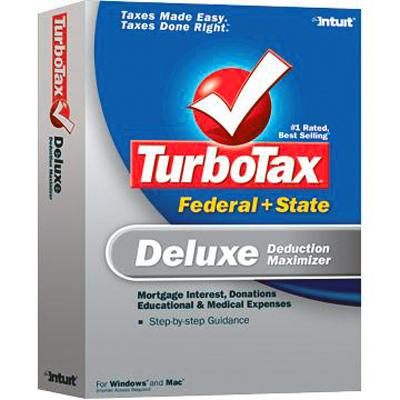 Taxes Made Easy.
Taxes Done Right.
Intuit
#1 Rated,
Best Selling
TurboTax
Federal + State
Deluxe
Deduction
Maximizer
Mortgage Interest, Donations
Educational & Medical Expenses
Step-by-step Guidance
For Windows and Mac
Internet Access Required
TurboTax
Deluxe
Deduction Maximizer
Intuit